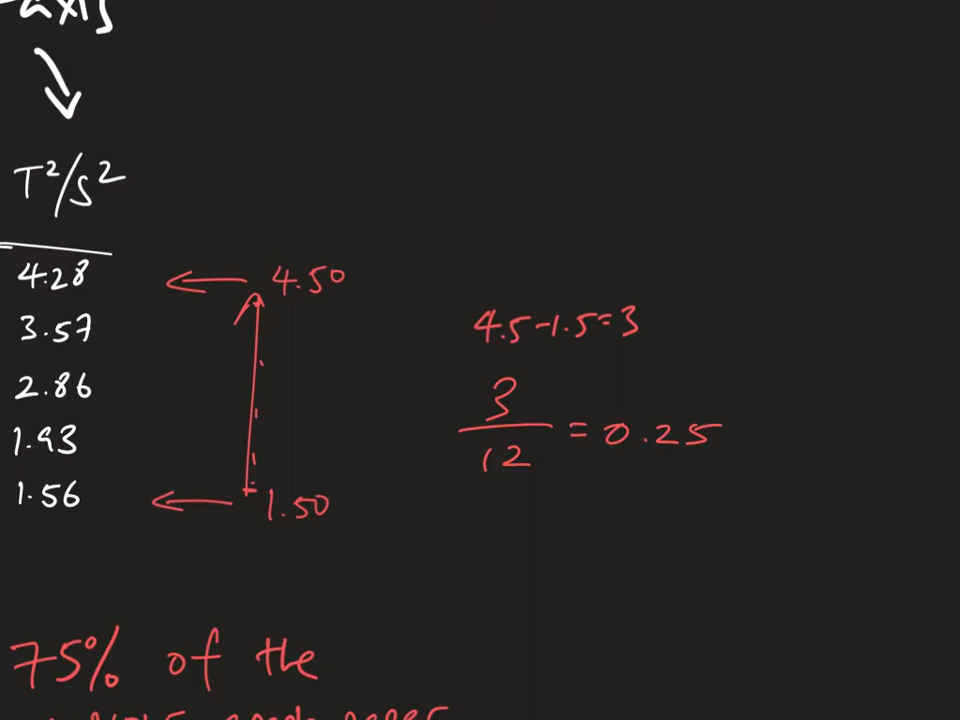 axis
T²/s²
4.28
3.57
2.86
1.93
1.56
4.50
1.50
4.5-1.5=3
3/12 = 0.25
75% of the